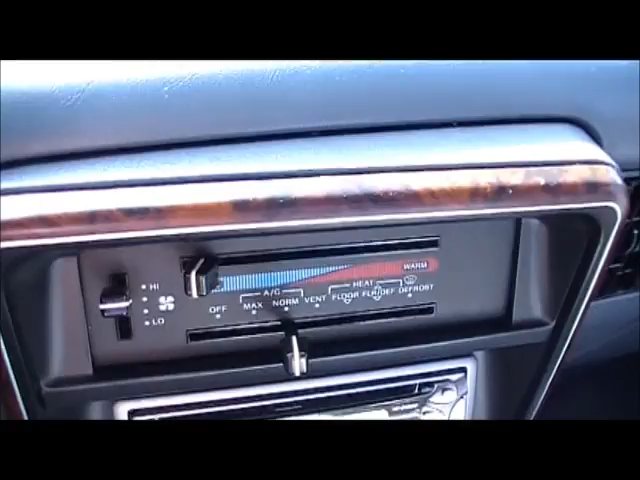 HI
LO
WARM
A/C
HEAT
OFF
MAX
NORM
VENT
FLOOR
FLR/DEF
DEFROST